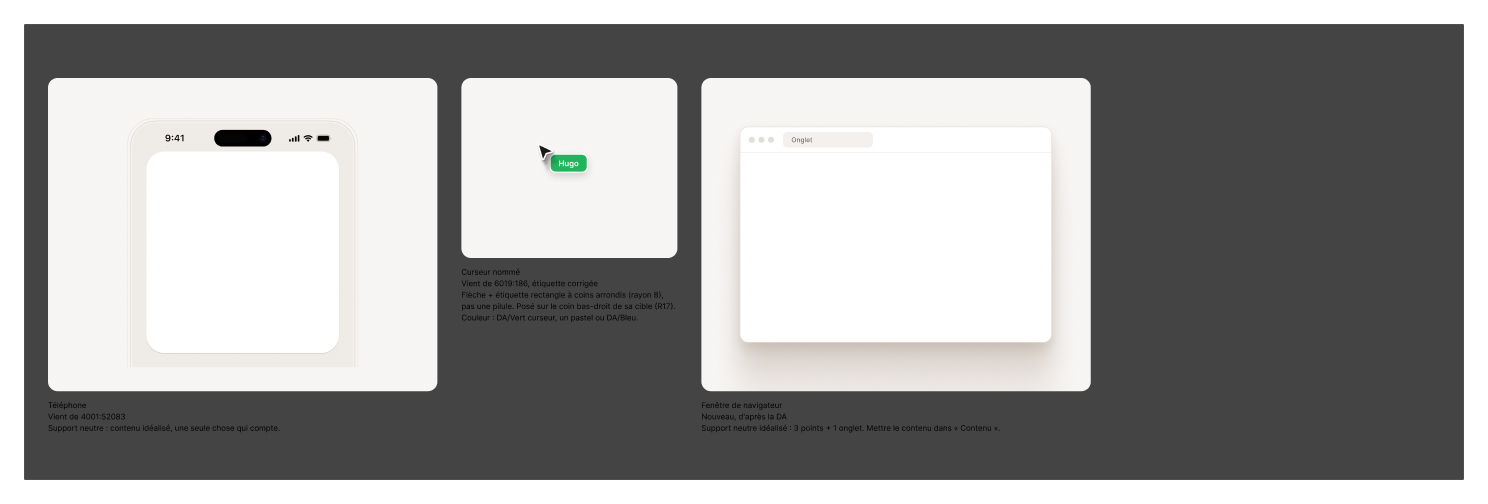 9:41
Hugo
Onglet
Curseur nommé
Vient de 6019:186, étiquette corrigée
Flèche + étiquette rectangle à coins arrondis (rayon 8),
pas une pilule. Posé sur le coin bas-droit de sa cible (R17).
Couleur : DA/Vert curseur, un pastel ou DA/Bleu.
Téléphone
Vient de 4001:52083
Support neutre : contenu idéalisé, une seule chose qui compte.
Fenêtre de navigateur
Nouveau, d'après la DA
Support neutre idéalisé : 3 points + 1 onglet. Mettre le contenu dans « Contenu ».